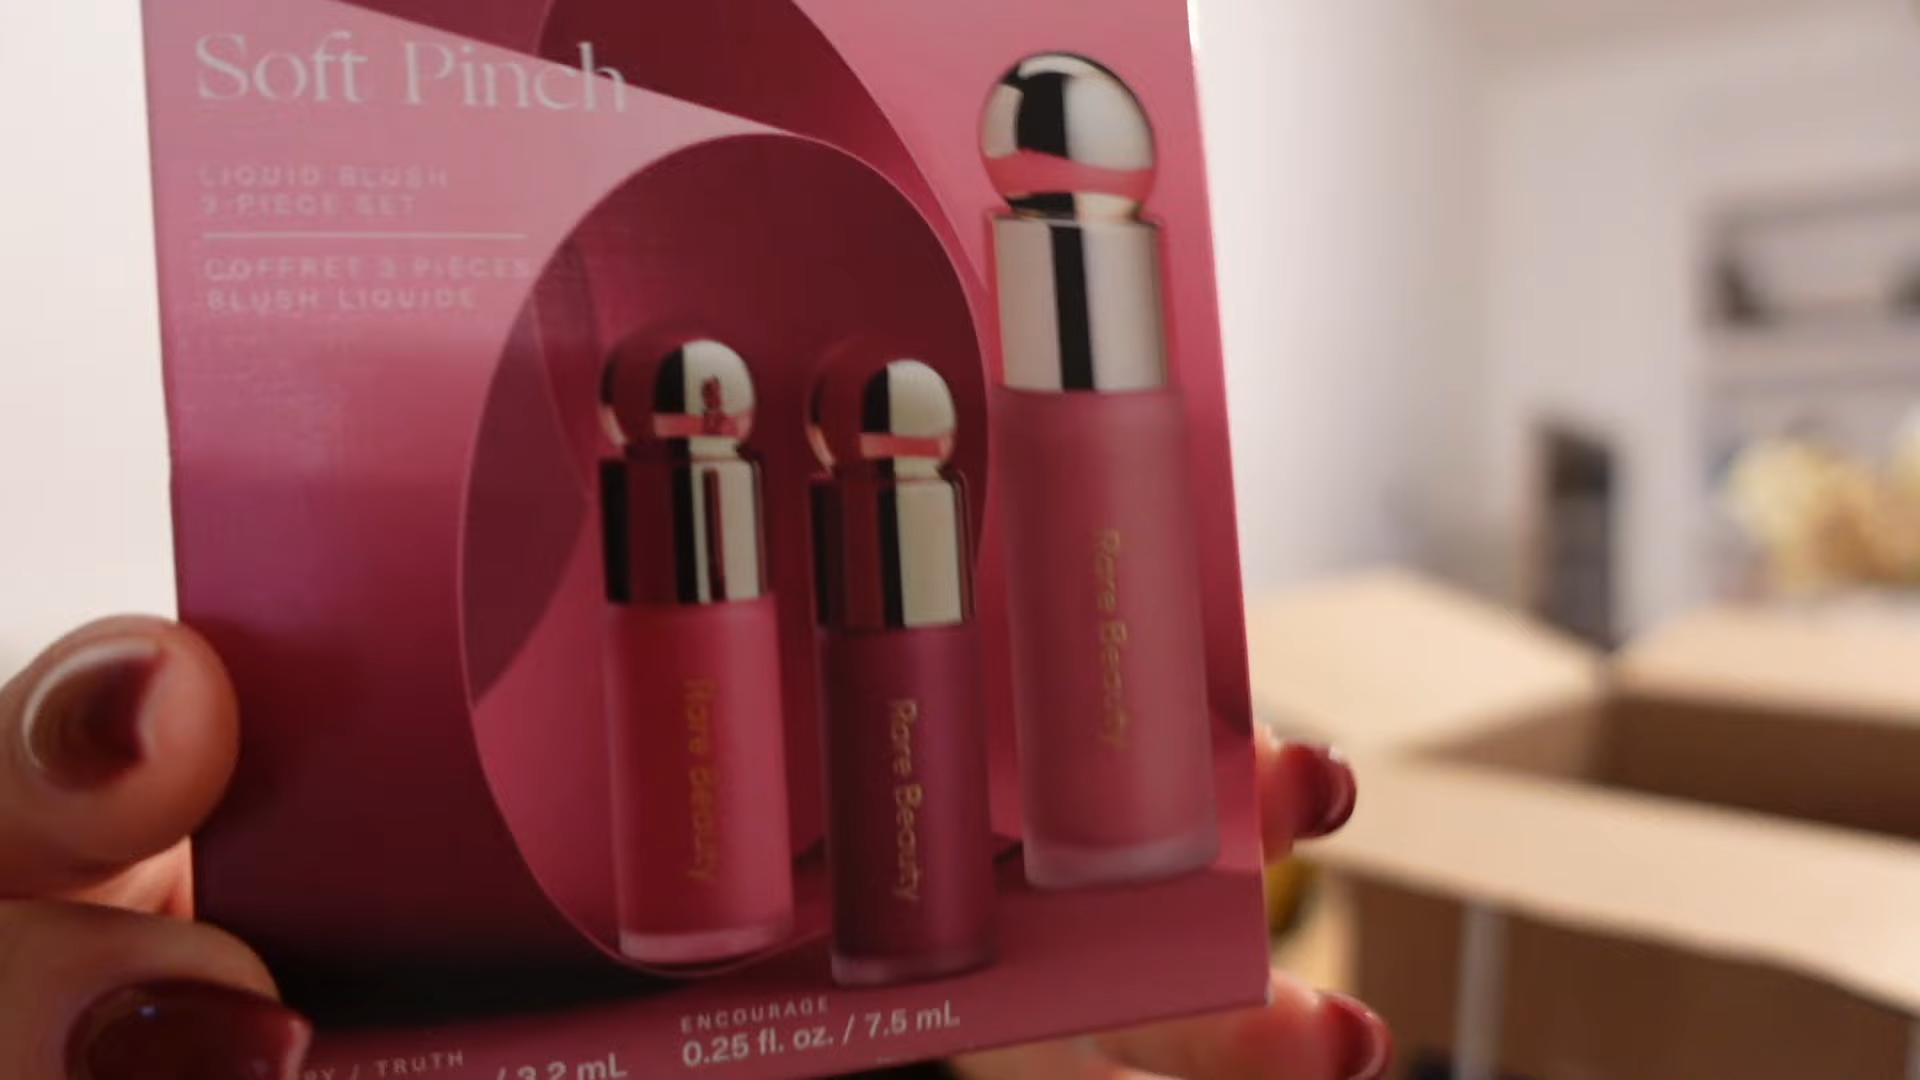 Soft Pinch
LIQUID BLUSH
3 PIECE SET
COFFRET 3 PIÈCES
BLUSH LIQUIDE
Rare Beauty
Rare Beauty
Rare Beauty
ENCOURAGE
0.25 fl. oz. / 7.5 mL
/ TRUTH
/ 3.2 mL